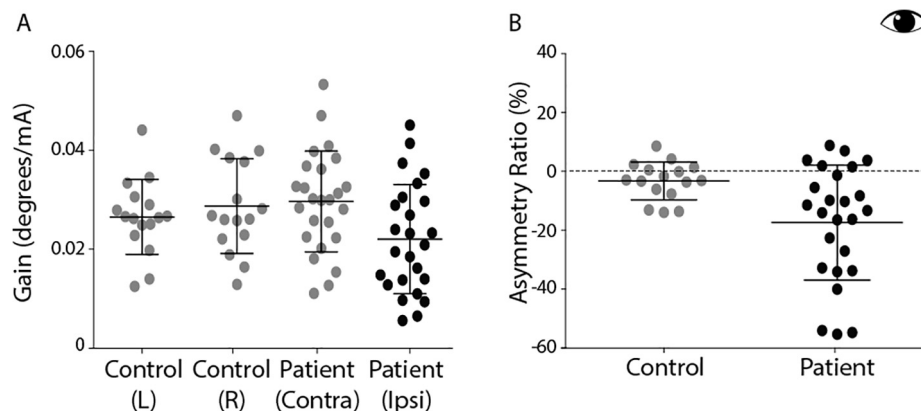 A
Gain (degrees/mA)
0.06
0.04
0.02
0
Control
(L)
Control
(R)
Patient
(Contra)
Patient
(Ipsi)
B
Asymmetry Ratio (%)
40
20
0
-20
-40
-60
Control
Patient